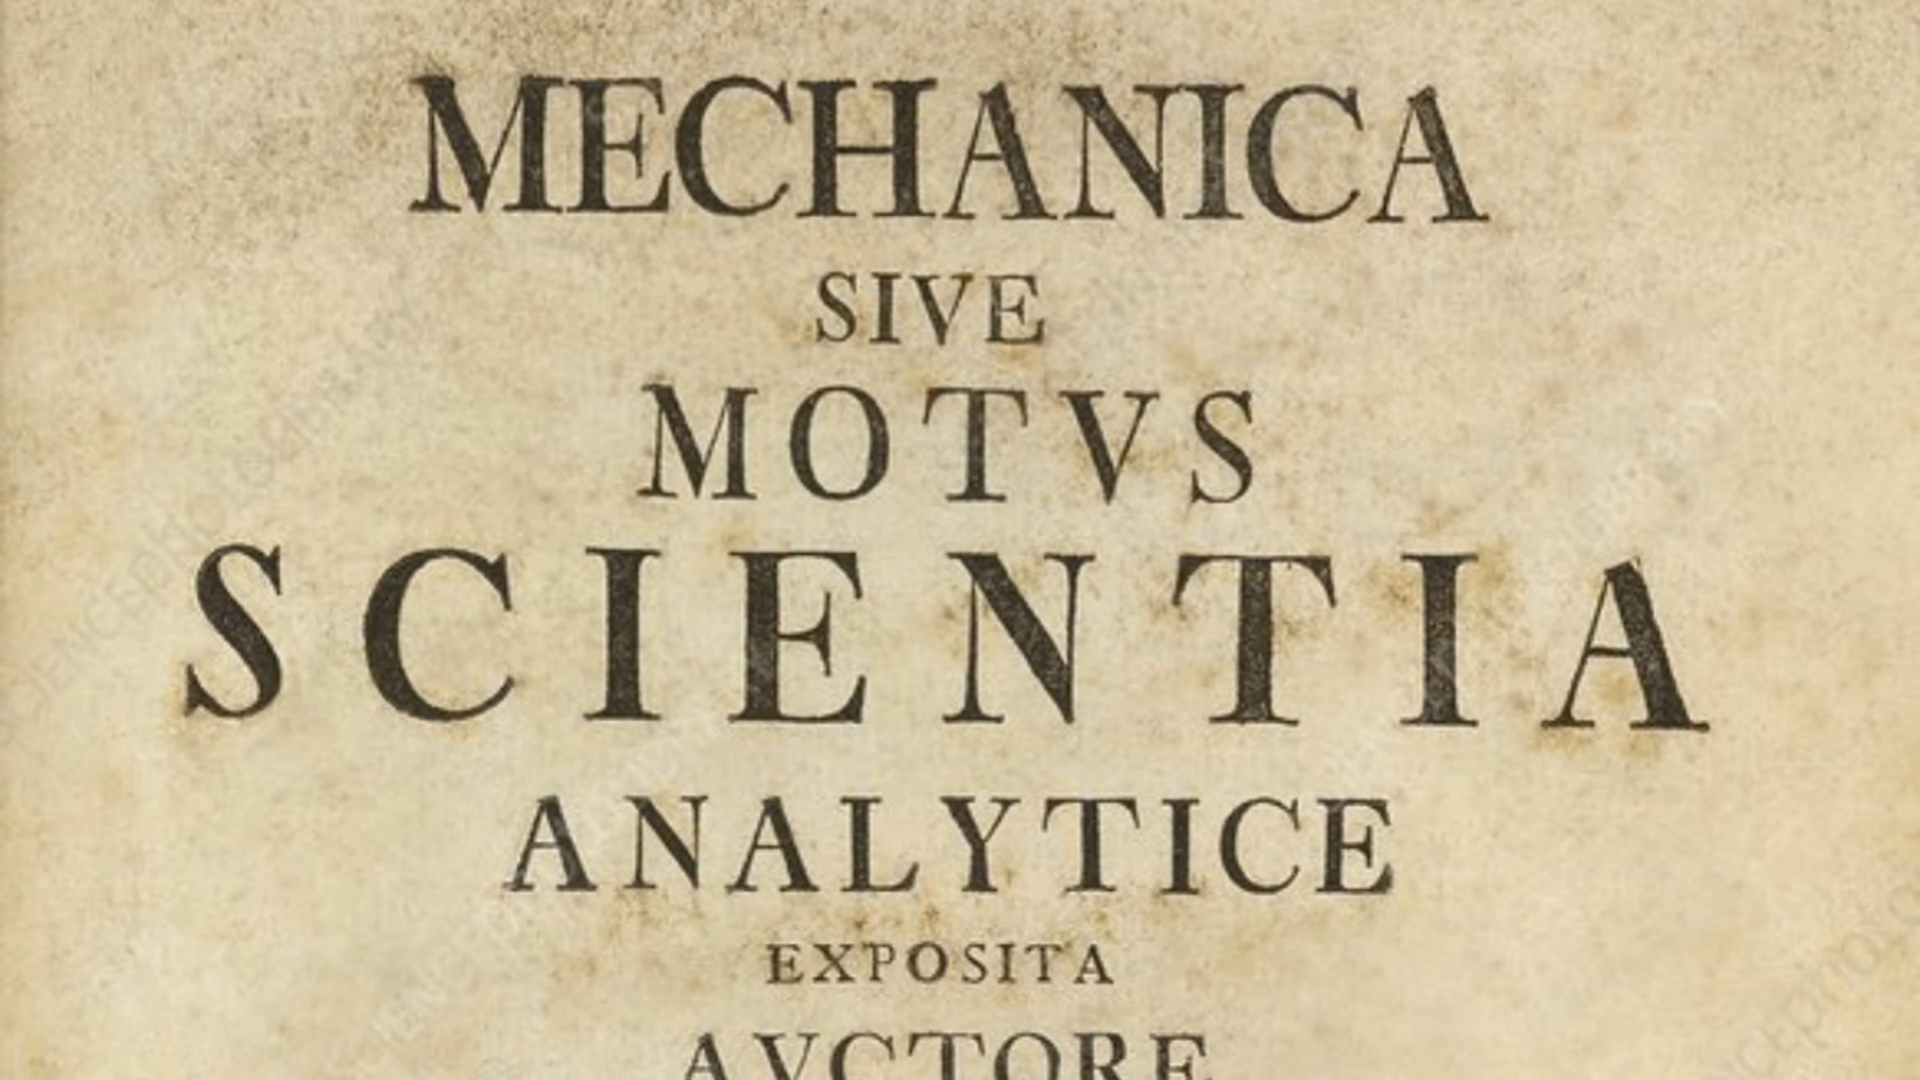 MECHANICA
SIVE
MOTVS
SCIENTIA
ANALYTICE
EXPOSITA
AVCTORE